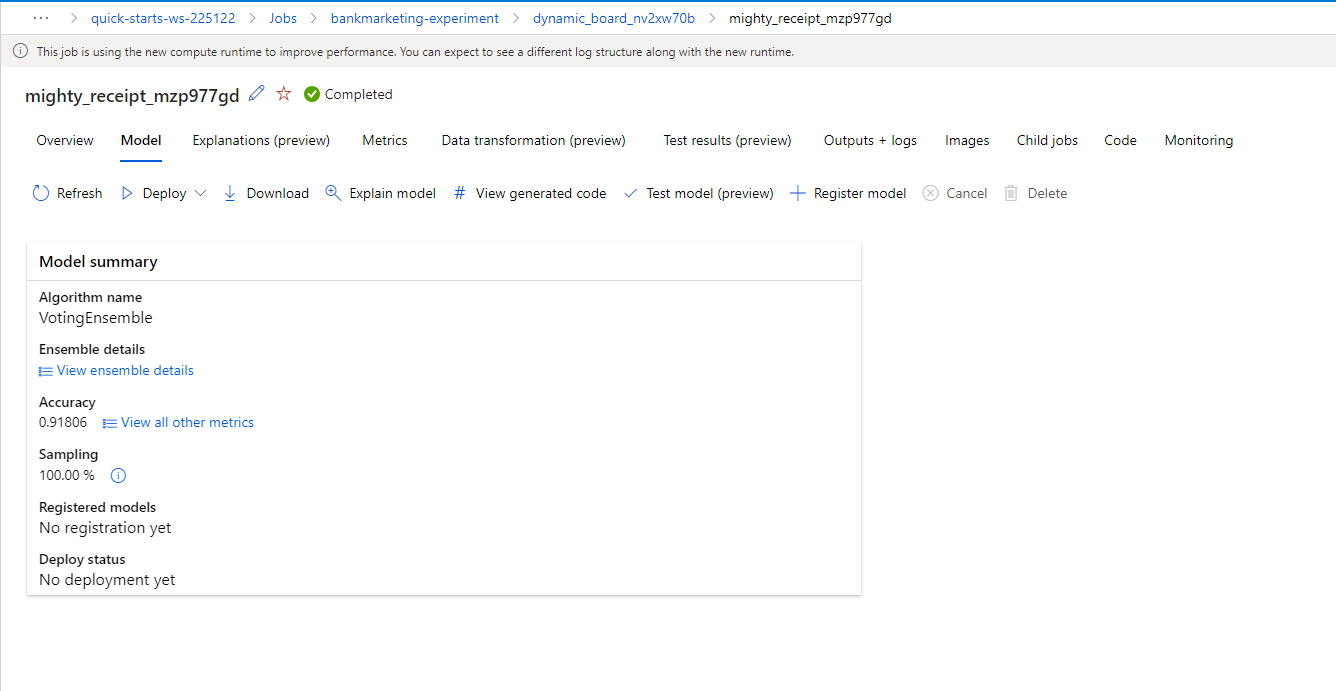 ... > quick-starts-ws-225122 > Jobs > bankmarketing-experiment > dynamic_board_nv2xw70b > mighty_receipt_mzp977gd
This job is using the new compute runtime to improve performance. You can expect to see a different log structure along with the new runtime.
mighty_receipt_mzp977gd Completed
Overview Model Explanations (preview) Metrics Data transformation (preview) Test results (preview) Outputs + logs Images Child jobs Code Monitoring
Refresh Deploy Download Explain model # View generated code Test model (preview) Register model Cancel Delete
Model summary
Algorithm name
VotingEnsemble
Ensemble details
View ensemble details
Accuracy
0.91806 View all other metrics
Sampling
100.00 %
Registered models
No registration yet
Deploy status
No deployment yet